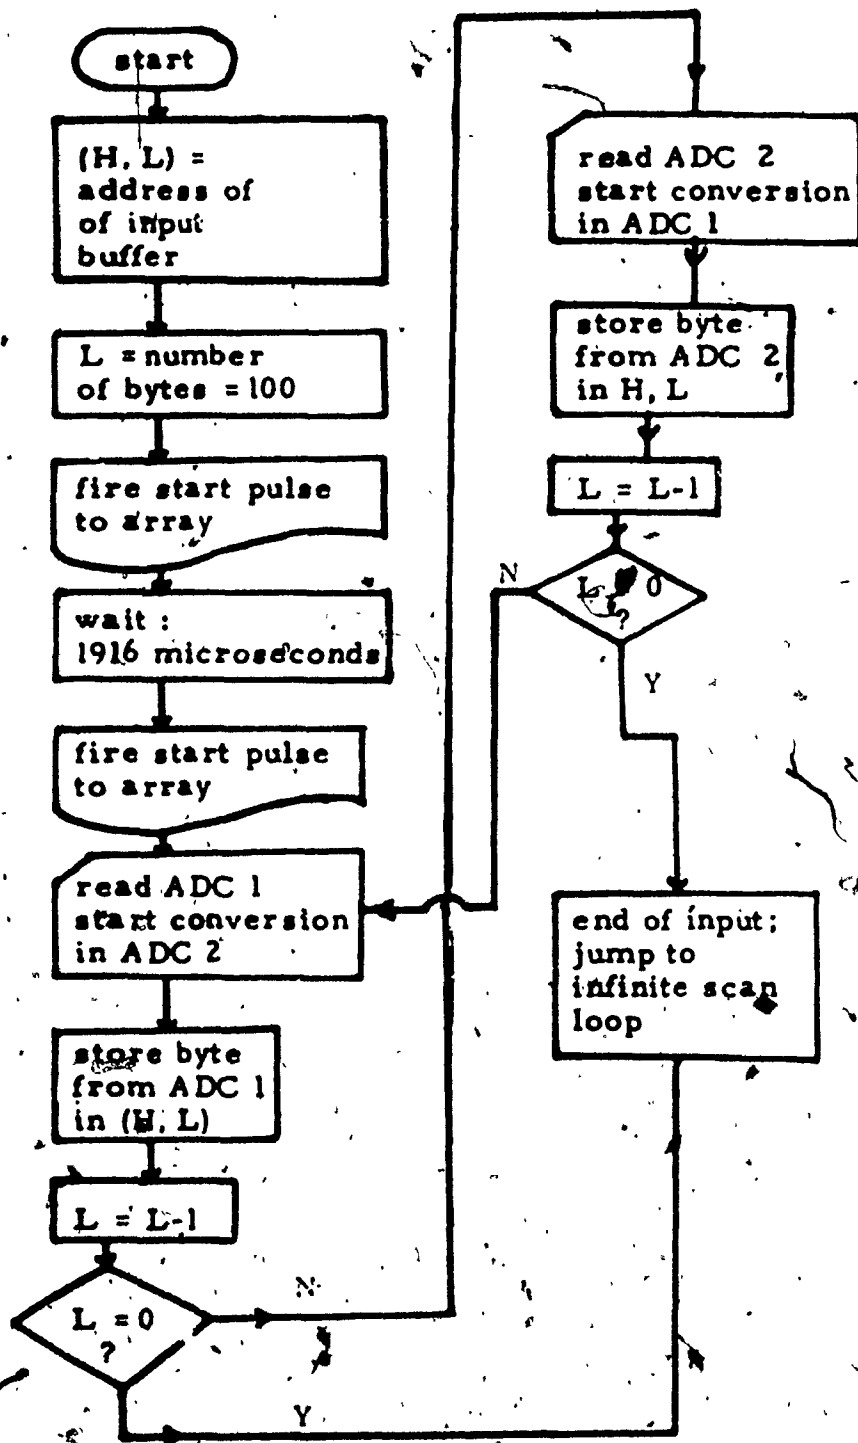 start
(H, L) =
address of
of input
buffer
L = number
of bytes = 100
fire start pulse
to array
wait :
1916 microseconds
fire start pulse
to array
read ADC 1
start conversion
in ADC 2
store byte
from ADC 1
in (H, L)
L = L-1
L = 0
?
N
Y
read ADC 2
start conversion
in ADC 1
store byte
from ADC 2
in H, L
L = L-1
L 0
?
N
Y
end of input;
jump to
infinite scan
loop